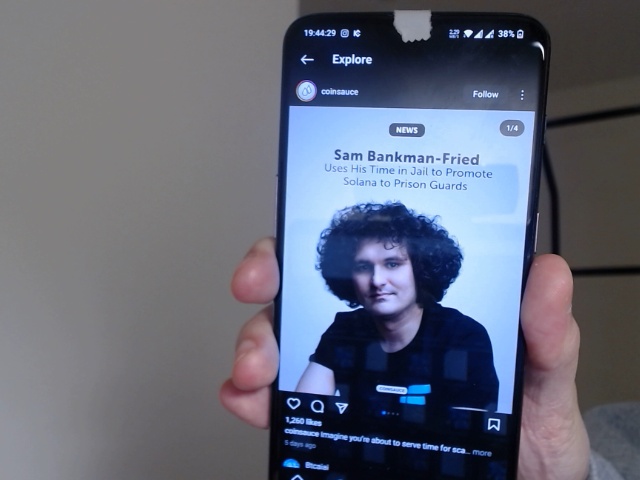 19:44:29
38%
Explore
coinsauce
Follow
NEWS
1/4
Sam Bankman-Fried
Uses His Time in Jail to Promote
Solana to Prison Guards
COINSAUCE
1,260 likes
coinsauce Imagine you're about to serve time for sca... more
5 days ago